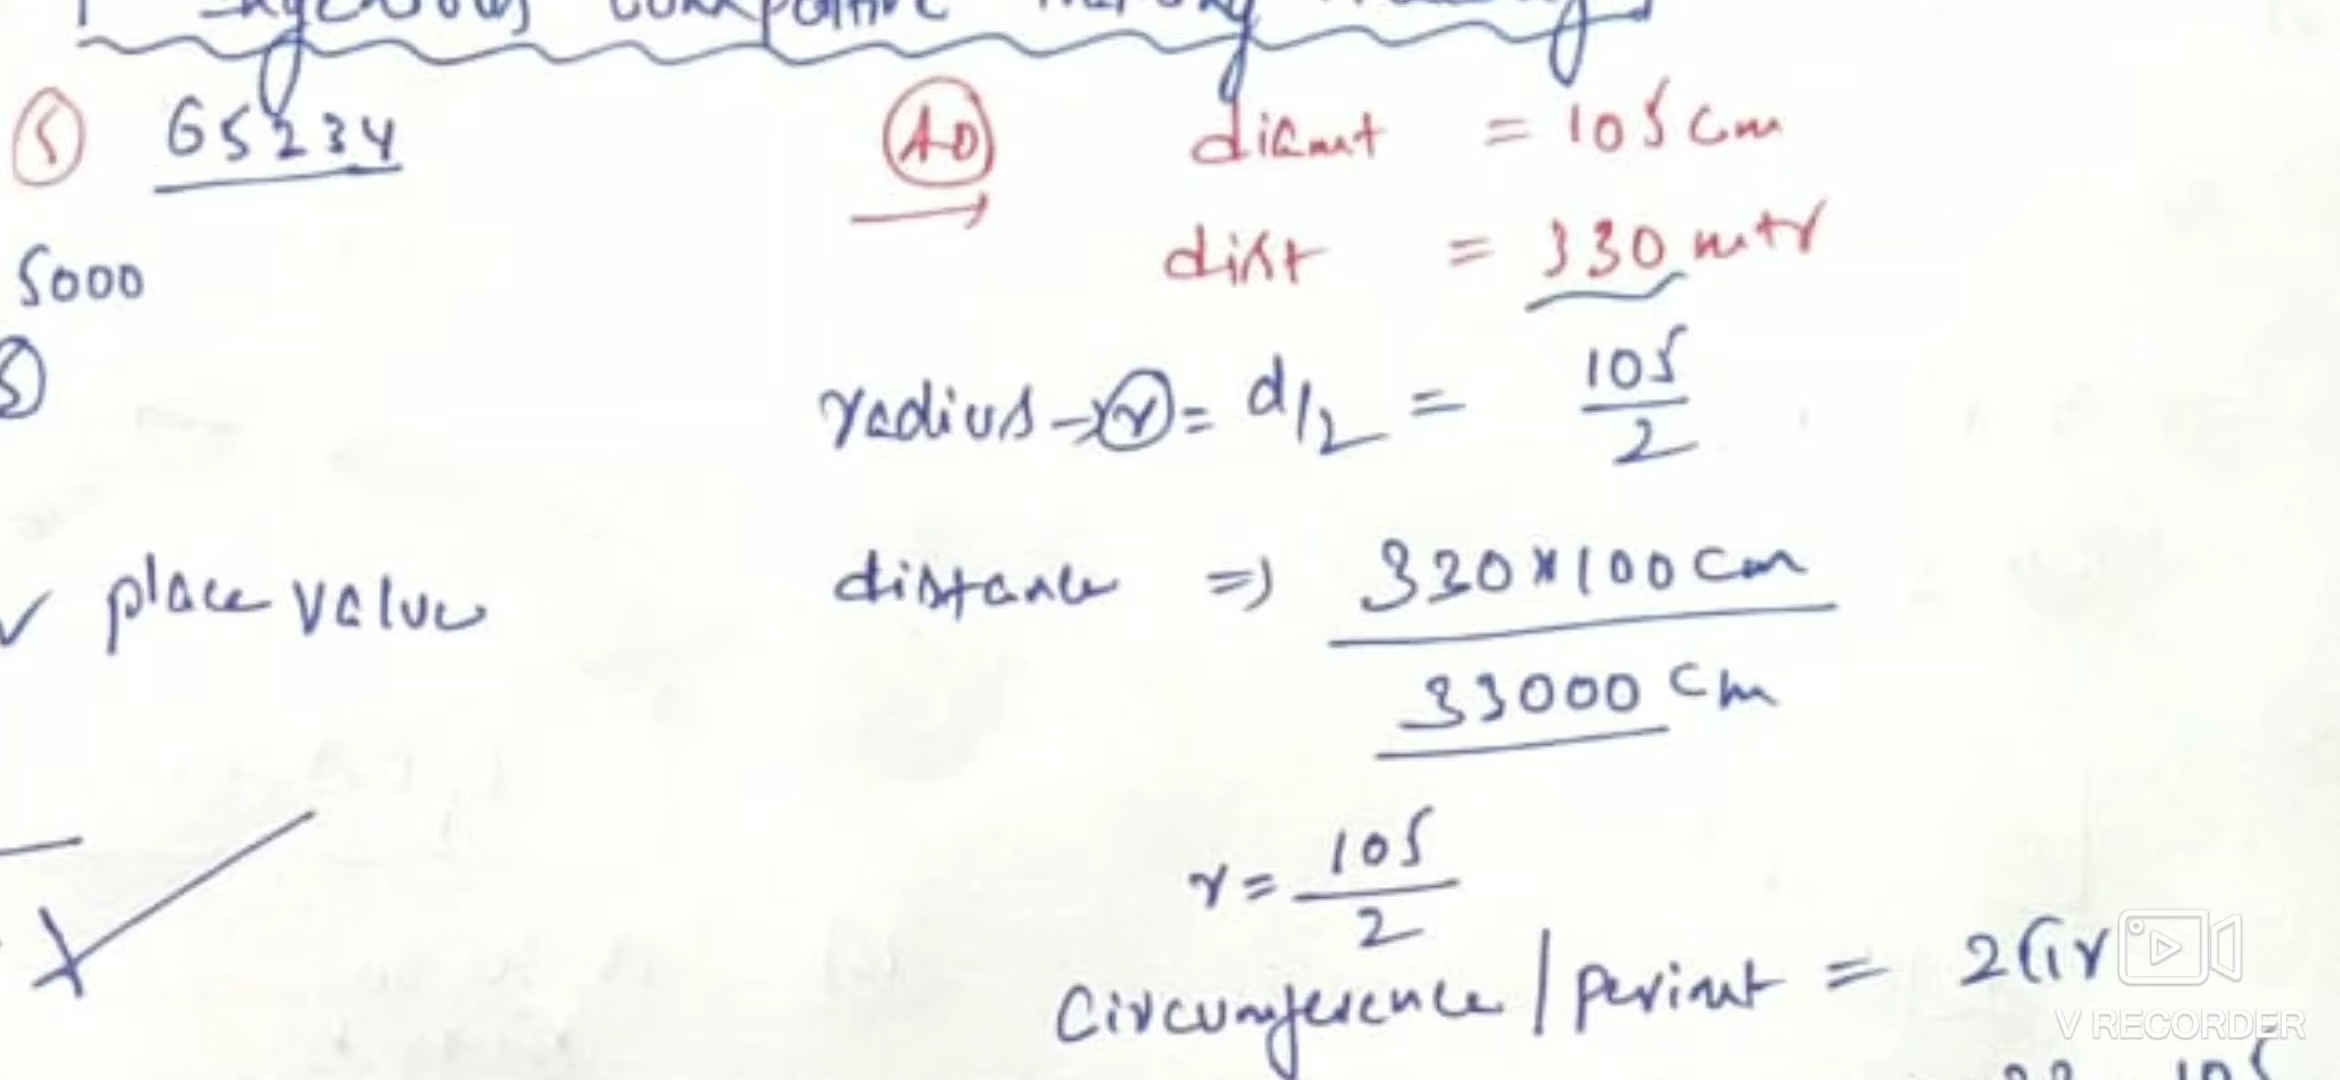 ⑤ 65234
5000
⑤
✓ place value
diamt = 105 cm
dist = 330 mtr
radius → r = d/2 = 105/2
distance ⇒ 330×100 cm
33000 cm
r = 105/2
Circumference / perimt = 2πr
V RECORDER